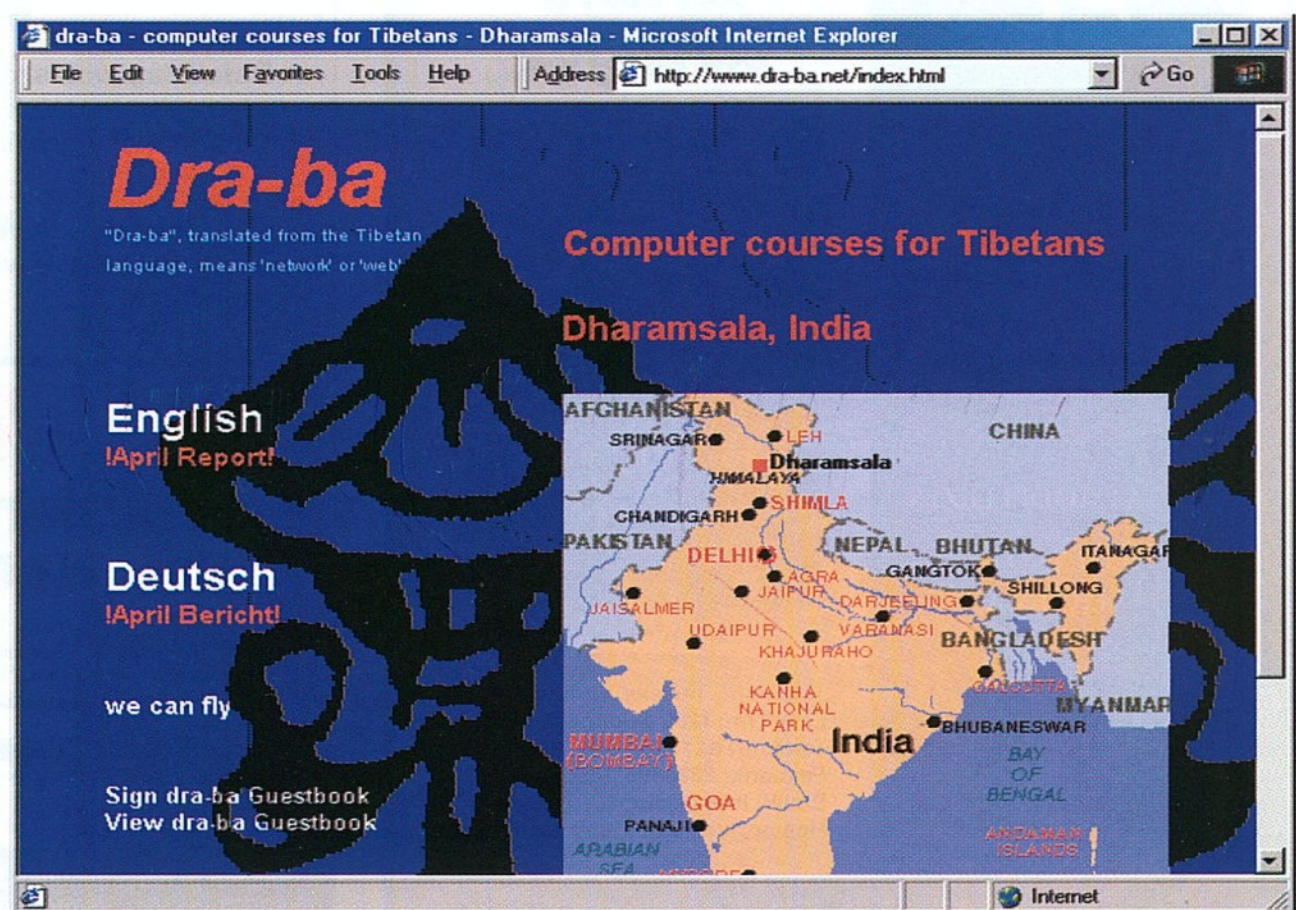 dra-ba - computer courses for Tibetans - Dharamsala - Microsoft Internet Explorer
File Edit View Favorites Tools Help Address http://www.dra-ba.net/index.html Go
Dra-ba
"Dra-ba", translated from the Tibetan
language, means 'network' or 'web'
Computer courses for Tibetans
Dharamsala, India
English
!April Report!
Deutsch
!April Bericht!
we can fly
Sign dra-ba Guestbook
View dra-ba Guestbook
AFGHANISTAN
SRINAGAR
LEH
CHINA
Dharamsala
HIMALAYA
SHIMLA
CHANDIGARH
PAKISTAN
DELHI
NEPAL
BHUTAN
ITANAGAR
GANGTOK
AGRA
JAIPUR
SHILLONG
JAISALMER
DARJEELING
UDAIPUR
VARANASI
BANGLADESH
KHAJURAHO
KANHA
NATIONAL
PARK
CALCUTTA
MYANMAR
BHUBANESWAR
India
MUMBAI
(BOMBAY)
BAY
OF
BENGAL
GOA
PANAJI
ANDAMAN
ISLANDS
ARABIAN
SEA
Internet